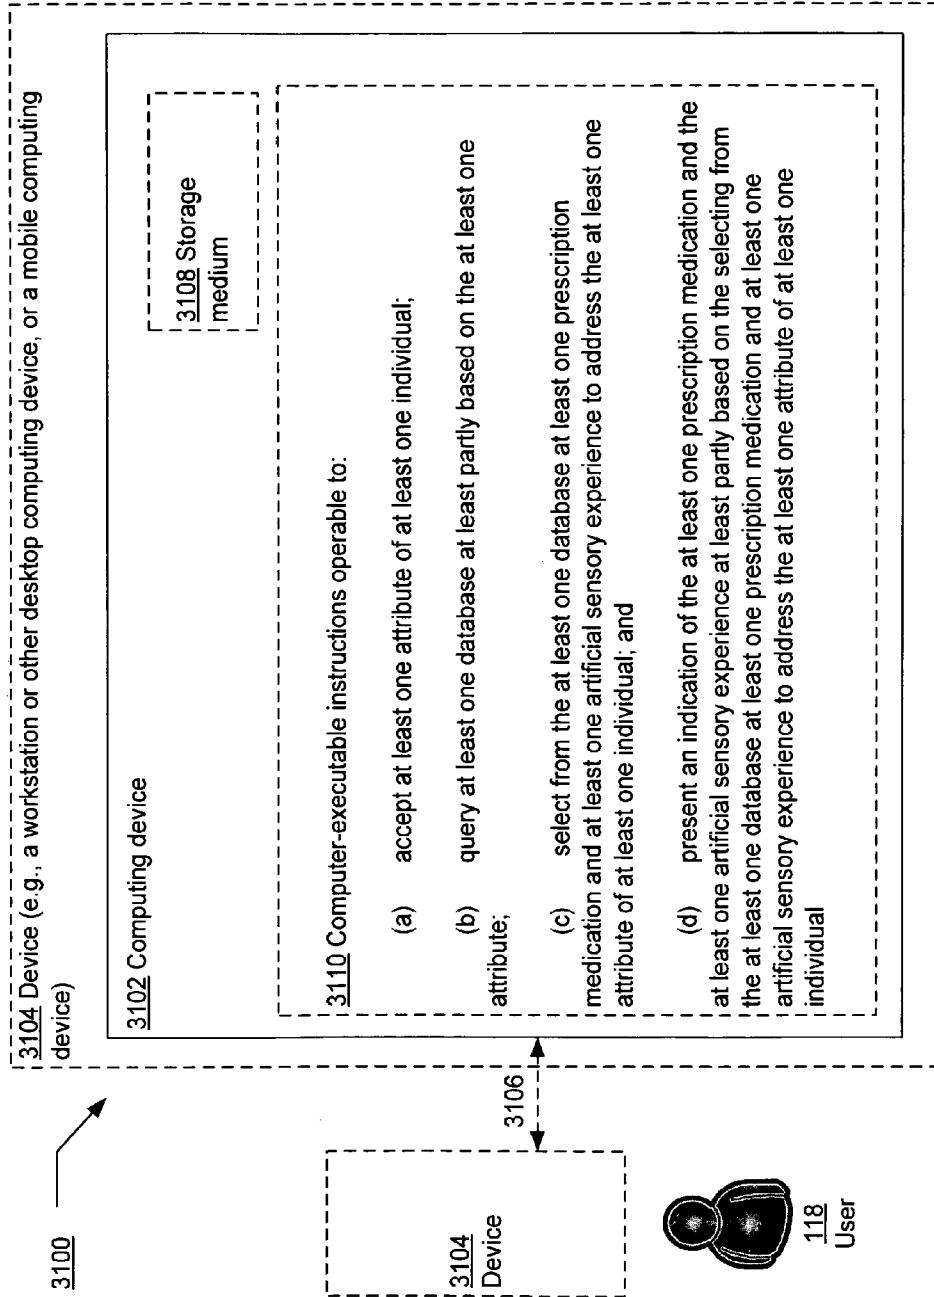 3100
3104 Device (e.g., a workstation or other desktop computing device, or a mobile computing
device)
3102 Computing device
3108 Storage
medium
3110 Computer-executable instructions operable to:
(a) accept at least one attribute of at least one individual;
(b) query at least one database at least partly based on the at least one
attribute;
(c) select from the at least one database at least one prescription
medication and at least one artificial sensory experience to address the at least one
attribute of at least one individual; and
(d) present an indication of the at least one prescription medication and the
at least one artificial sensory experience at least partly based on the selecting from
the at least one database at least one prescription medication and at least one
artificial sensory experience to address the at least one attribute of at least one
individual
3106
3104
Device
118
User